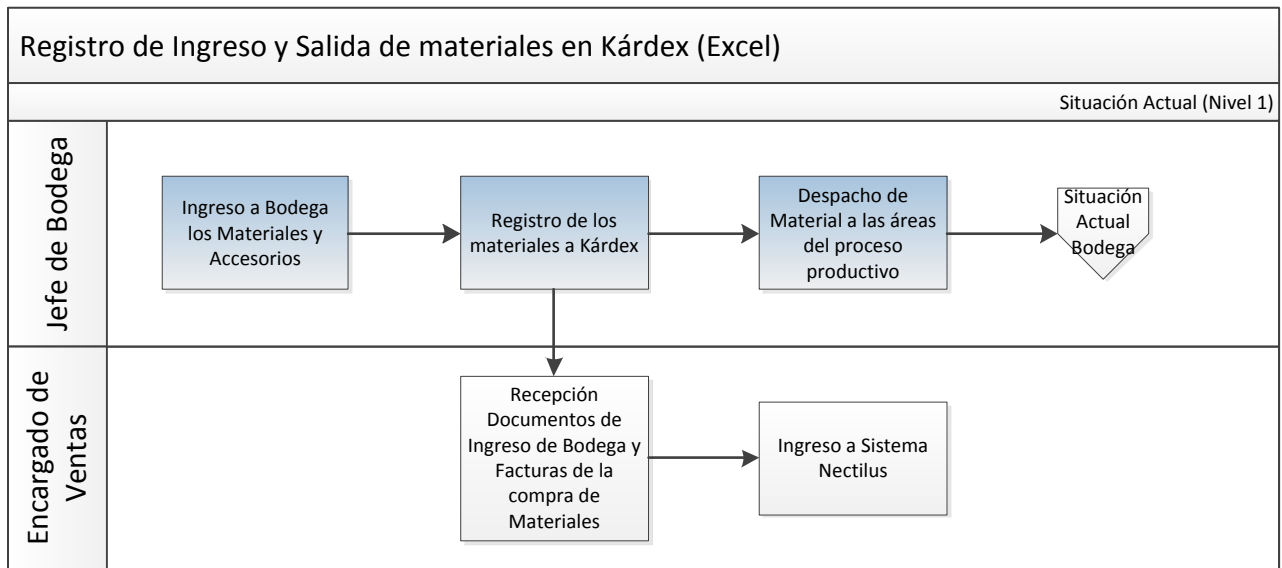 Registro de Ingreso y Salida de materiales en Kárdex (Excel)
Situación Actual (Nivel 1)
Jefe de Bodega
Ingreso a Bodega
los Materiales y
Accesorios
Registro de los
materiales a Kárdex
Despacho de
Material a las áreas
del proceso
productivo
Situación
Actual
Bodega
Encargado de
Ventas
Recepción
Documentos de
Ingreso de Bodega y
Facturas de la
compra de
Materiales
Ingreso a Sistema
Nectilus